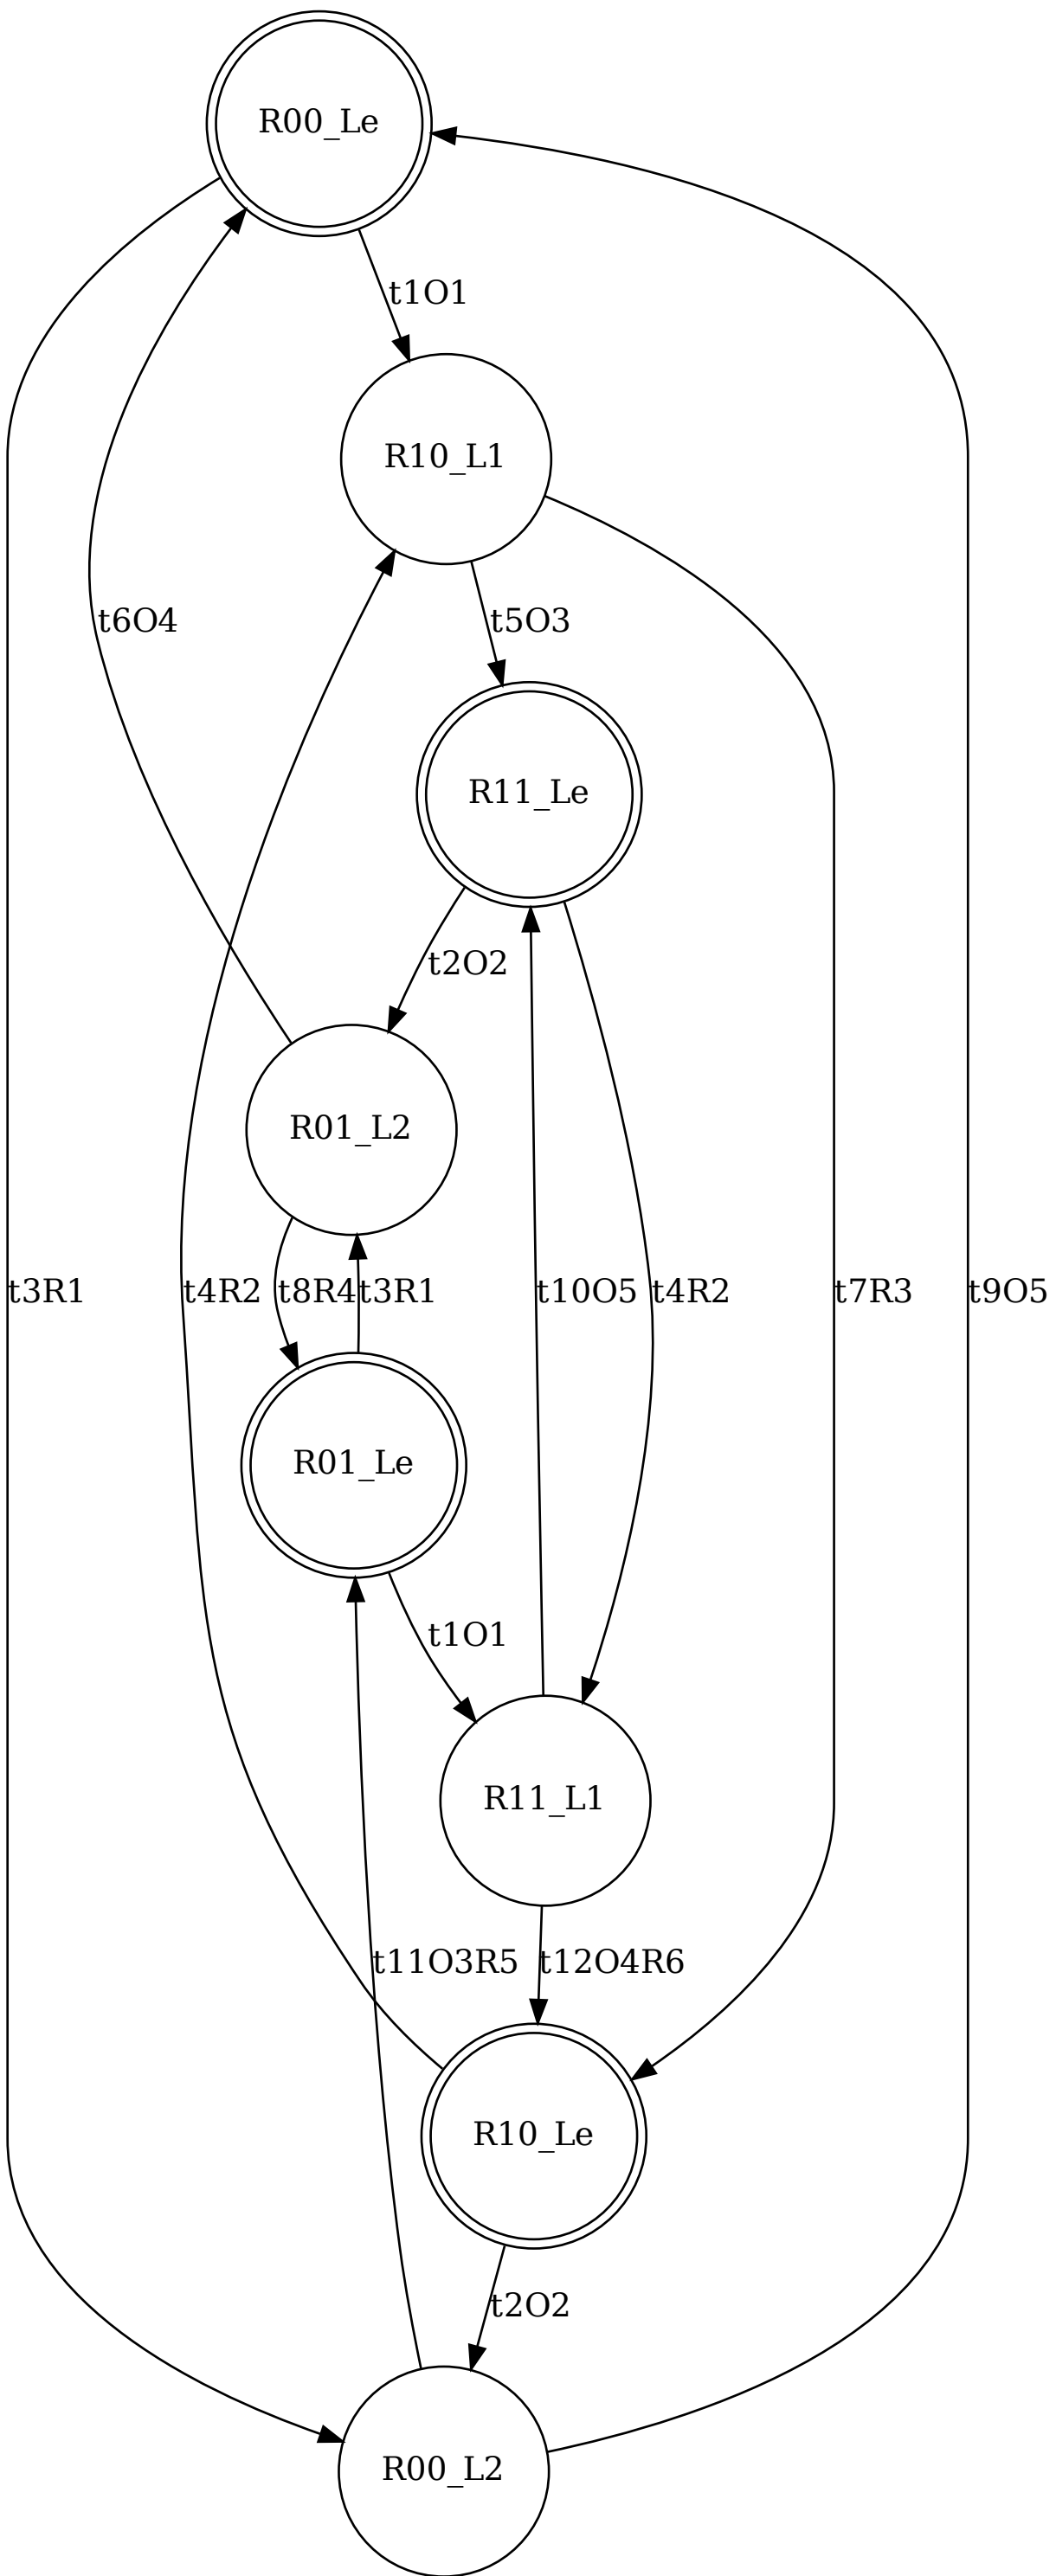 R00_Le
t1O1
R10_L1
t6O4
t5O3
R11_Le
t2O2
R01_L2
t3R1
t4R2
t8R4
t3R1
t10O5
t4R2
t7R3
t9O5
R01_Le
t1O1
R11_L1
t11O3R5
t12O4R6
R10_Le
t2O2
R00_L2